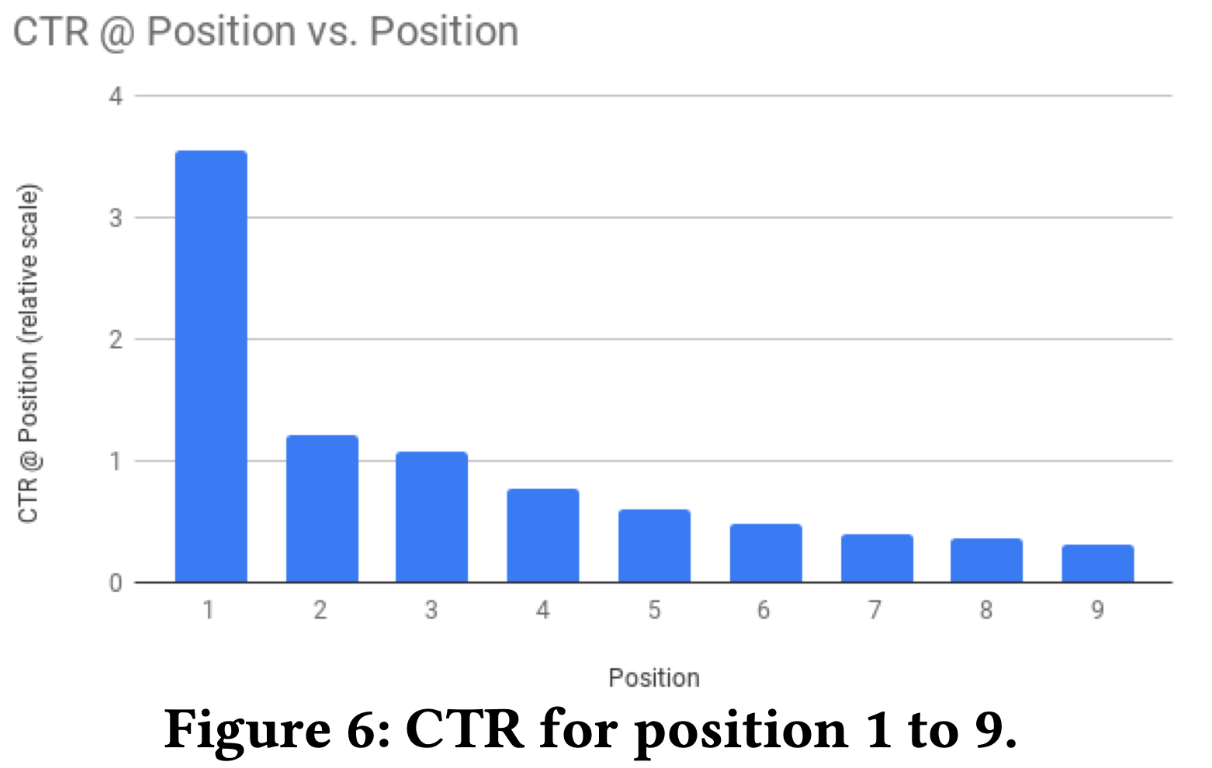 CTR @ Position vs. Position
CTR @ Position (relative scale)
4
3
2
1
0
1 2 3 4 5 6 7 8 9
Position
Figure 6: CTR for position 1 to 9.